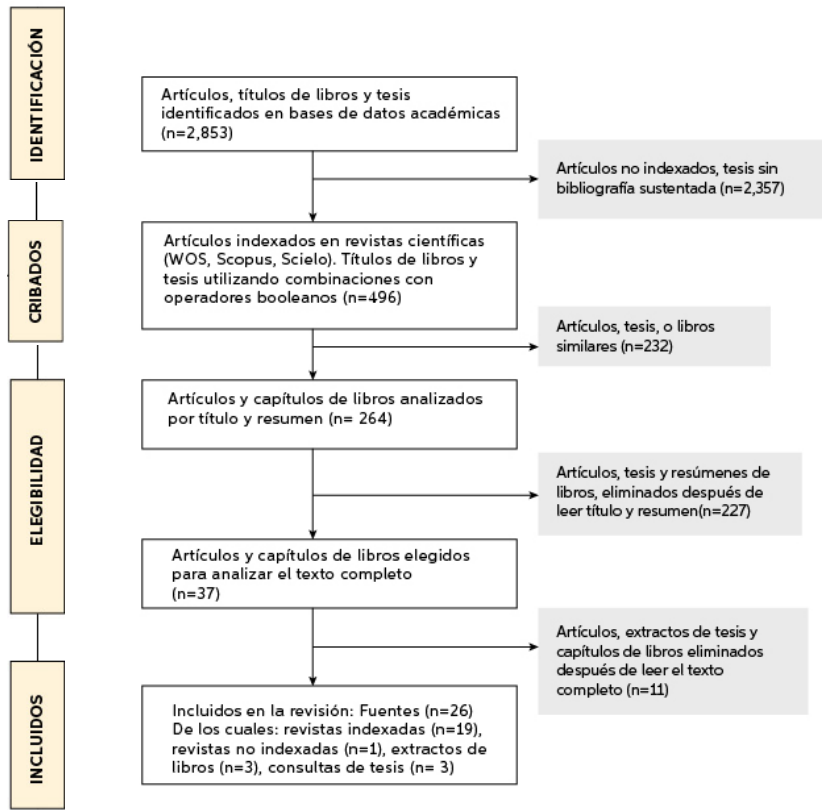 IDENTIFICACIÓN
Artículos, títulos de libros y tesis
identificados en bases de datos académicas
(n=2,853)
Artículos no indexados, tesis sin
bibliografía sustentada (n=2,357)
CRIBADOS
Artículos indexados en revistas científicas
(WOS, Scopus, Scielo). Títulos de libros y
tesis utilizando combinaciones con
operadores booleanos (n=496)
Artículos, tesis, o libros
similares (n=232)
ELEGIBILIDAD
Artículos y capítulos de libros analizados
por título y resumen (n= 264)
Artículos, tesis y resúmenes de
libros, eliminados después de
leer título y resumen(n=227)
Artículos y capítulos de libros elegidos
para analizar el texto completo
(n=37)
Artículos, extractos de tesis y
capítulos de libros eliminados
después de leer el texto
completo (n=11)
INCLUIDOS
Incluidos en la revisión: Fuentes (n=26)
De los cuales: revistas indexadas (n=19),
revistas no indexadas (n=1), extractos de
libros (n=3), consultas de tesis (n= 3)